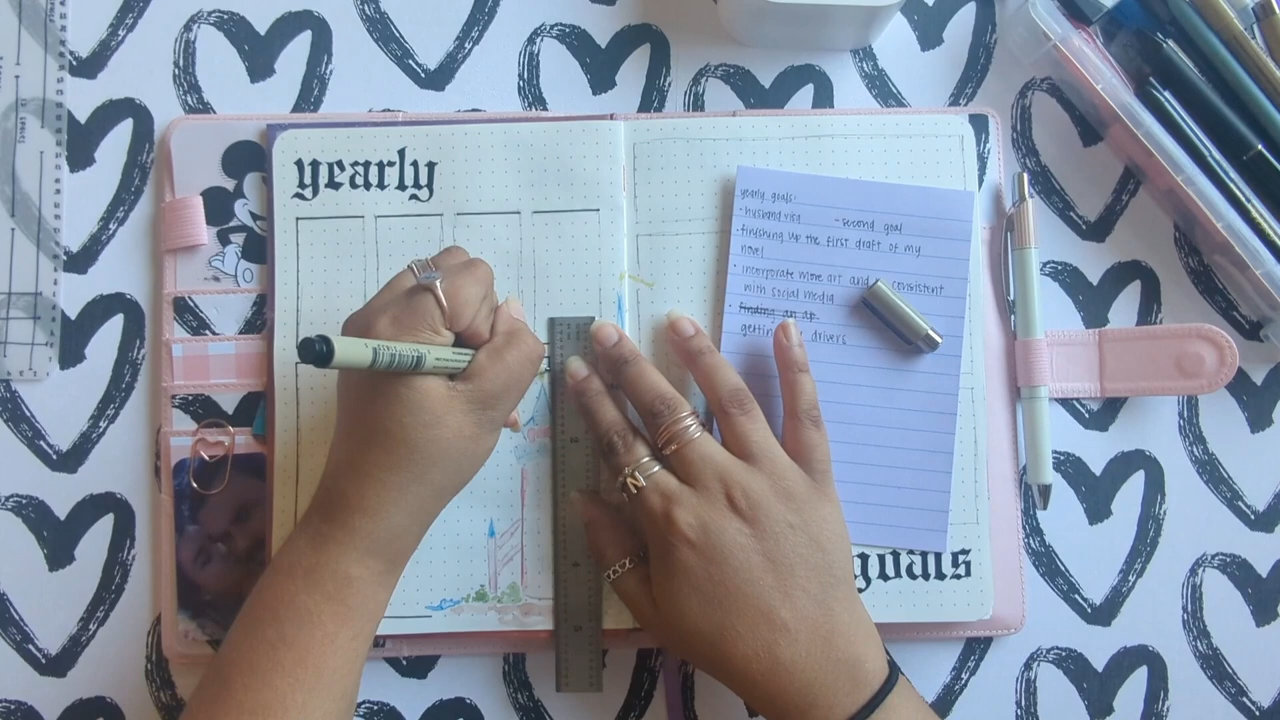 yearly
yearly goals:
• husband visa
- second goal
• finishing up the first draft of my
novel
• incorporate more art and consistent
with social media
finding an ap
drivers
goals